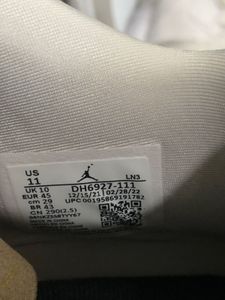 US
11
LN3
UK 10
DH6927-111
EUR 45
12/15/21
02/28/22
cm 29
UPC 00195869191782
BR 43
CN 290(2.5)